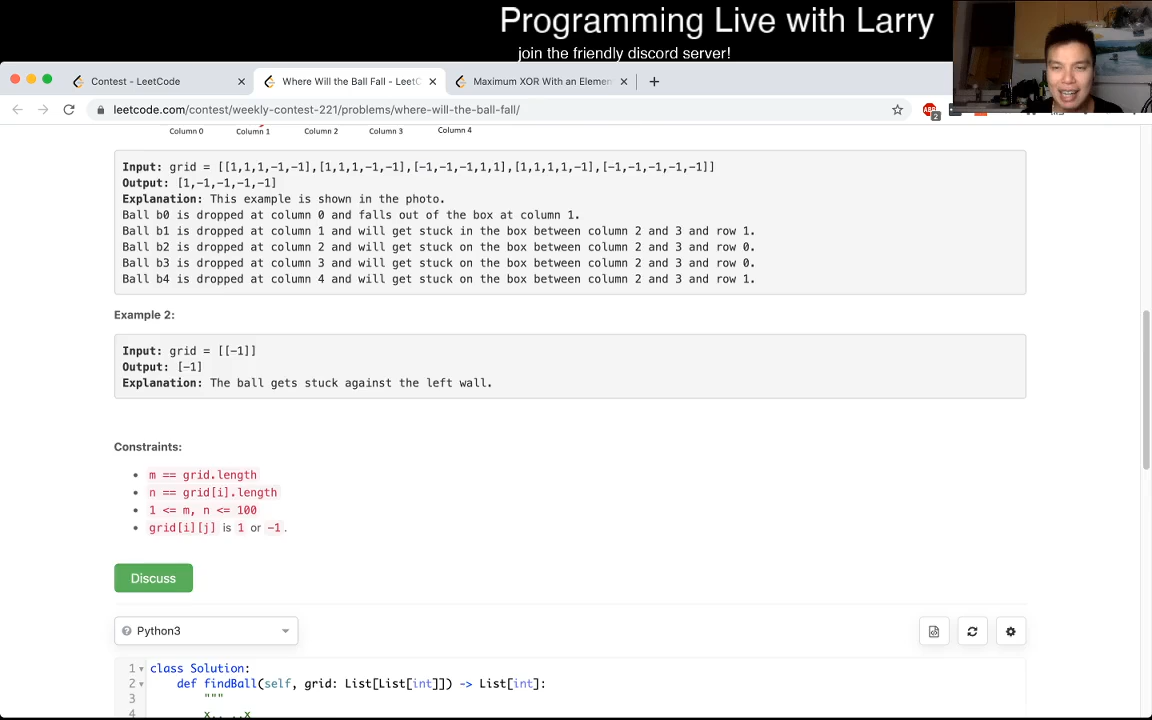 Programming Live with Larry
join the friendly discord server!
Contest - LeetCode
Where Will the Ball Fall - LeetC
Maximum XOR With an Elemen
leetcode.com/contest/weekly-contest-221/problems/where-will-the-ball-fall/
ABP
2
Column 0 Column 1 Column 2 Column 3 Column 4
Input: grid = [[1,1,1,-1,-1],[1,1,1,-1,-1],[-1,-1,-1,1,1],[1,1,1,1,-1],[-1,-1,-1,-1,-1]]
Output: [1,-1,-1,-1,-1]
Explanation: This example is shown in the photo.
Ball b0 is dropped at column 0 and falls out of the box at column 1.
Ball b1 is dropped at column 1 and will get stuck in the box between column 2 and 3 and row 1.
Ball b2 is dropped at column 2 and will get stuck on the box between column 2 and 3 and row 0.
Ball b3 is dropped at column 3 and will get stuck on the box between column 2 and 3 and row 0.
Ball b4 is dropped at column 4 and will get stuck on the box between column 2 and 3 and row 1.
Example 2:
Input: grid = [[-1]]
Output: [-1]
Explanation: The ball gets stuck against the left wall.
Constraints:
• m == grid.length
• n == grid[i].length
• 1 <= m, n <= 100
• grid[i][j] is 1 or -1.
Discuss
Python3
1 class Solution:
2 def findBall(self, grid: List[List[int]]) -> List[int]:
3 """
4 x.. ..x